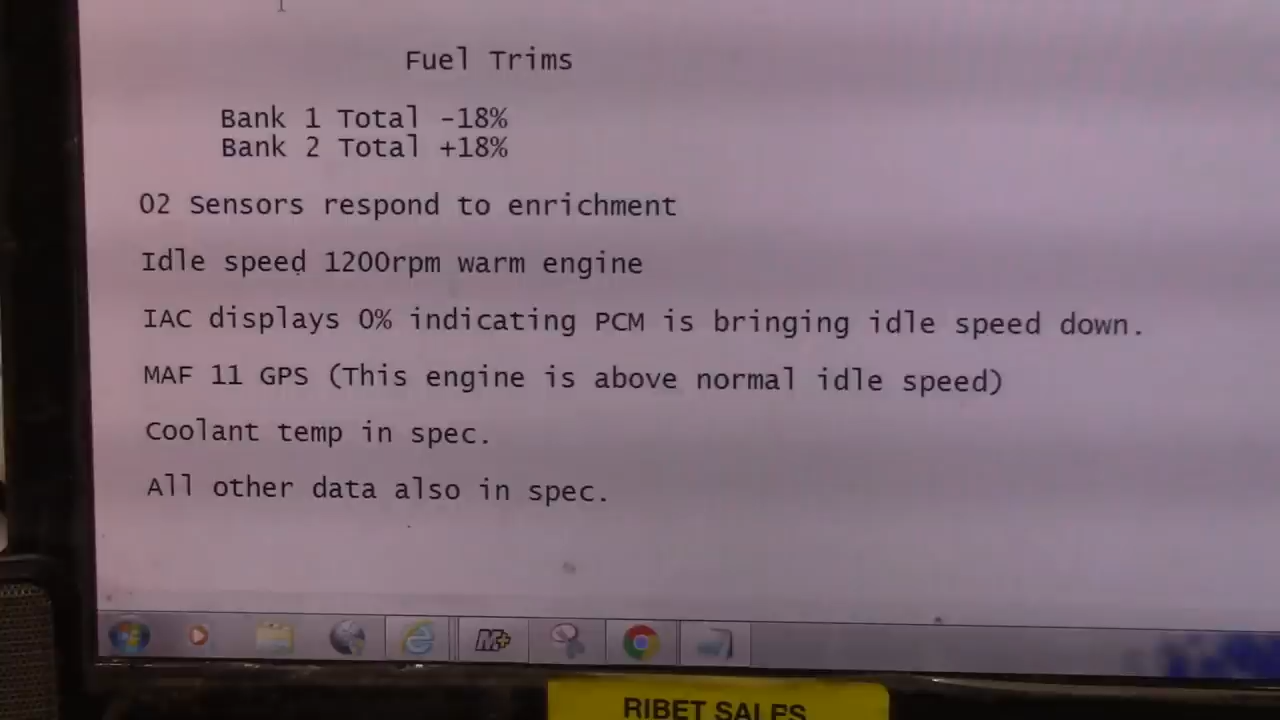 Fuel Trims
Bank 1 Total -18%
Bank 2 Total +18%
O2 Sensors respond to enrichment
Idle speed 1200rpm warm engine
IAC displays 0% indicating PCM is bringing idle speed down.
MAF 11 GPS (This engine is above normal idle speed)
Coolant temp in spec.
All other data also in spec.
M+
RIBET SALES